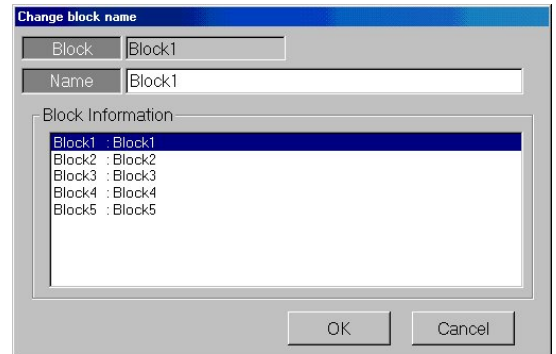 Change block name
Block Block1
Name Block1
Block Information
Block1 : Block1
Block2 : Block2
Block3 : Block3
Block4 : Block4
Block5 : Block5
OK Cancel